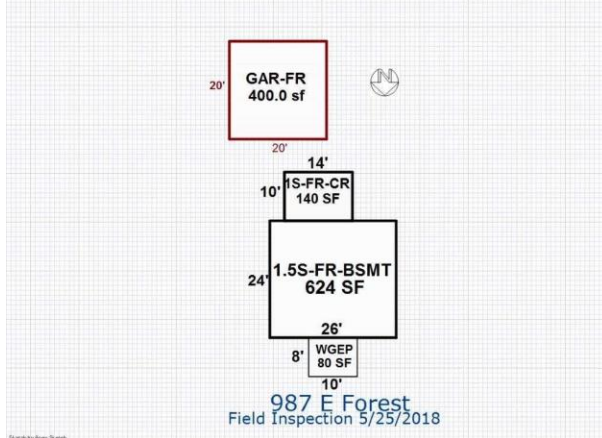 GAR-FR
400.0 sf
20'
20'
N
14'
10'
1S-FR-CR
140 SF
24'
1.5S-FR-BSMT
624 SF
26'
8'
WGEP
80 SF
10'
987 E Forest
Field Inspection 5/25/2018